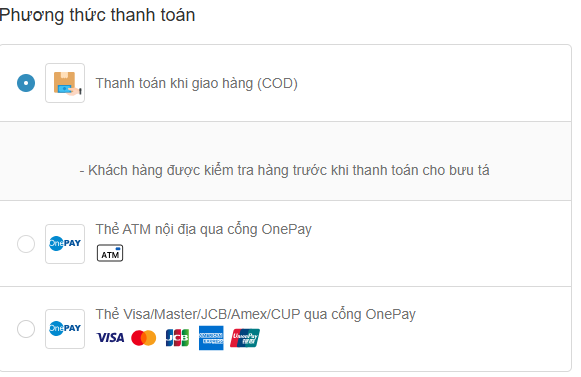 Phương thức thanh toán
Thanh toán khi giao hàng (COD)
- Khách hàng được kiểm tra hàng trước khi thanh toán cho bưu tá
OnePAY
Thẻ ATM nội địa qua cổng OnePay
ATM
OnePAY
Thẻ Visa/Master/JCB/Amex/CUP qua cổng OnePay
VISA JCB AMERICAN EXPRESS UnionPay 银联